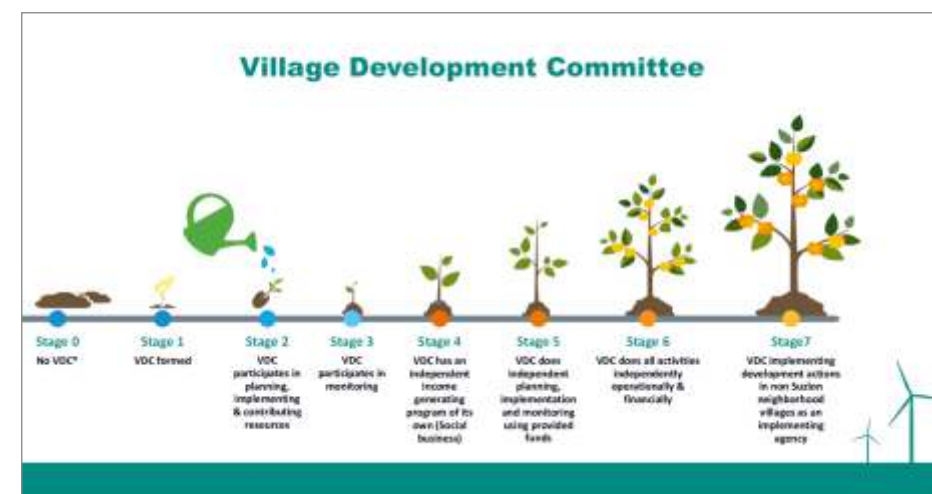 Village Development Committee
Stage 0
No VDC*
Stage 1
VDC formed
Stage 2
VDC
participates in
planning,
implementing
& contributing
resources
Stage 3
VDC
participates in
monitoring
Stage 4
VDC has an
independent
income
generating
program of its
own (Social
business)
Stage 5
VDC does
independent
planning,
implementation
and monitoring
using provided
funds
Stage 6
VDC does all activities
independently
operationally &
financially
Stage7
VDC implementing
development actions
in non Suzlon
neighborhood
villages as an
implementing
agency